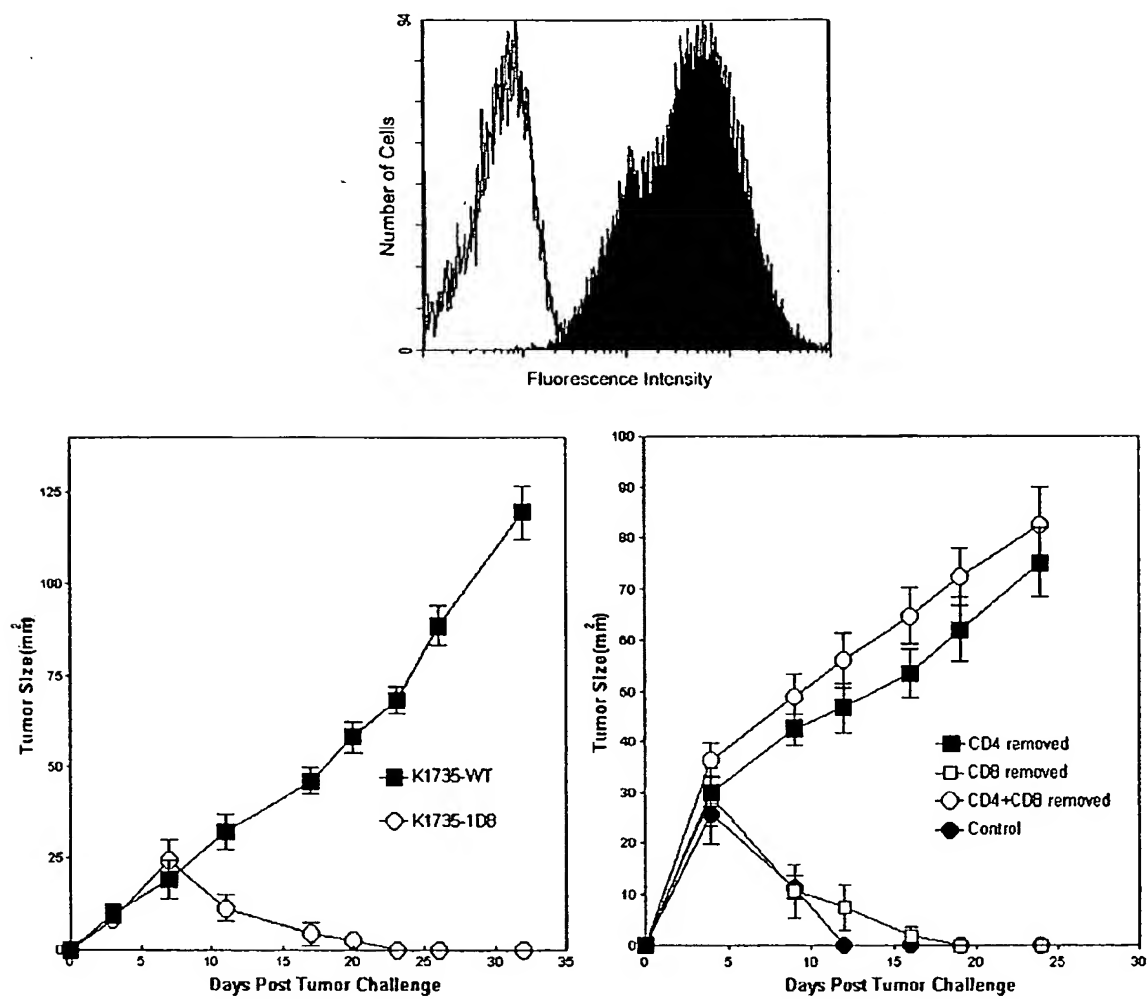 94
Number of Cells
0
Fluorescence Intensity
125
100
75
50
25
0
Tumor Size(mm²)
K1735-WT
K1735-1D8
0 5 10 15 20 25 30 35
Days Post Tumor Challenge
100
90
80
70
60
50
40
30
20
10
0
Tumor Size(mm²)
CD4 removed
CD8 removed
CD4+CD8 removed
Control
0 5 10 15 20 25 30
Days Post Tumor Challenge